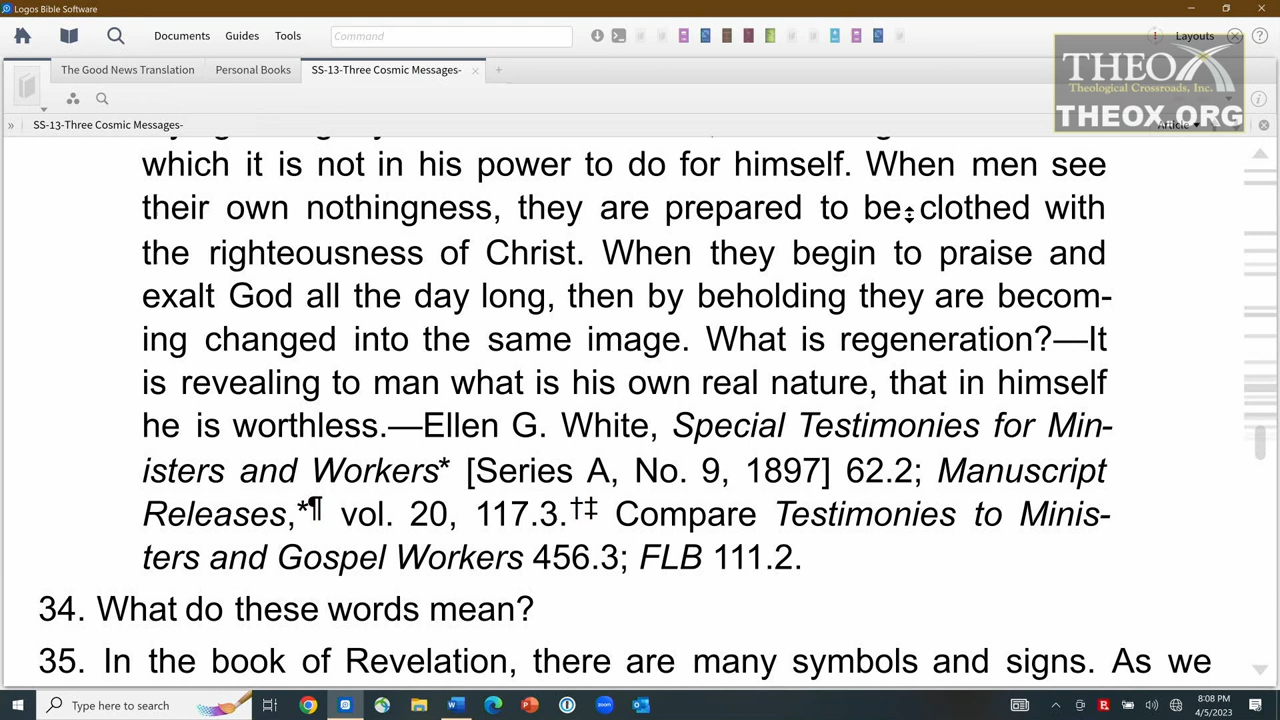 Logos Bible Software
Documents Guides Tools Command Layouts
THEOX
Theological Crossroads, Inc.
THEOX.ORG
The Good News Translation Personal Books SS-13-Three Cosmic Messages-
SS-13-Three Cosmic Messages- Article
which it is not in his power to do for himself. When men see
their own nothingness, they are prepared to be clothed with
the righteousness of Christ. When they begin to praise and
exalt God all the day long, then by beholding they are becom-
ing changed into the same image. What is regeneration?—It
is revealing to man what is his own real nature, that in himself
he is worthless.—Ellen G. White, Special Testimonies for Min-
isters and Workers* [Series A, No. 9, 1897] 62.2; Manuscript
Releases,*¶ vol. 20, 117.3.†‡ Compare Testimonies to Minis-
ters and Gospel Workers 456.3; FLB 111.2.
34. What do these words mean?
35. In the book of Revelation, there are many symbols and signs. As we
Type here to search
8:08 PM
4/5/2023